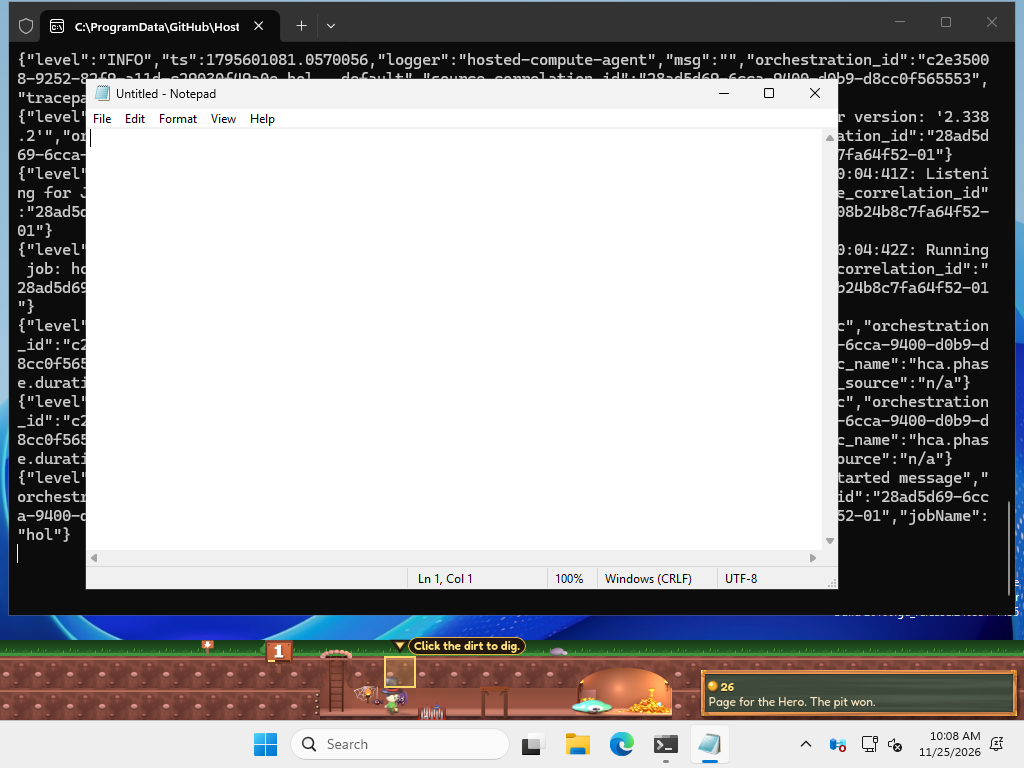 C:\ProgramData\GitHub\Host
{"level":"INFO","ts":1795601081.0570056,"logger":"hosted-compute-agent","msg":"","orchestration_id":"c2e3500
"tracepa
Untitled - Notepad
File Edit Format View Help
{"level" r version: '2.338
.2'","or ation_id":"28ad5d
69-6cca- 7fa64f52-01"}
{"level" 0:04:41Z: Listeni
ng for J e_correlation_id"
:"28ad5d 08b24b8c7fa64f52-
01"}
{"level" 0:04:42Z: Running
job: ho correlation_id":"
28ad5d69 b24b8c7fa64f52-01
"}
{"level" c","orchestration
_id":"c2 -6cca-9400-d0b9-d
8cc0f565 c_name":"hca.phas
e.durati _source":"n/a"}
{"level" c","orchestration
_id":"c2 -6cca-9400-d0b9-d
8cc0f565 c_name":"hca.phas
e.durati ource":"n/a"}
{"level" tarted message","
orchestr id":"28ad5d69-6cc
a-9400-d 52-01","jobName":
"hol"}
Ln 1, Col 1 100% Windows (CRLF) UTF-8
1
Click the dirt to dig.
26
Page for the Hero. The pit won.
Search
10:08 AM
11/25/2026